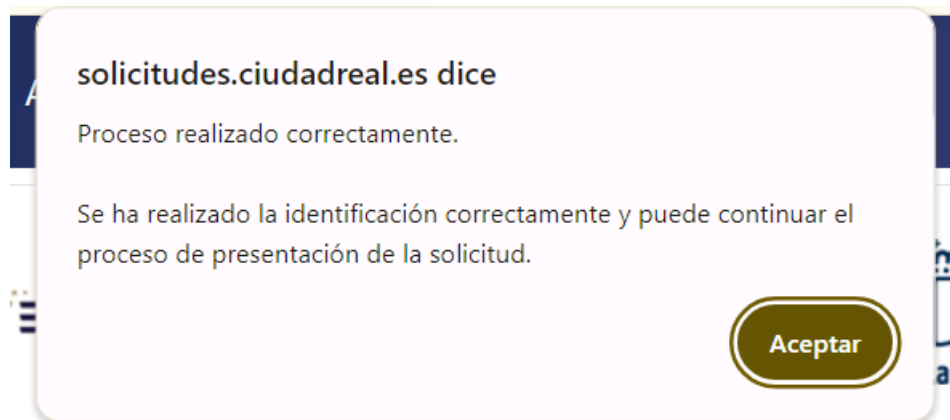 solicitudes.ciudadreal.es dice
Proceso realizado correctamente.
Se ha realizado la identificación correctamente y puede continuar el
proceso de presentación de la solicitud.
Aceptar